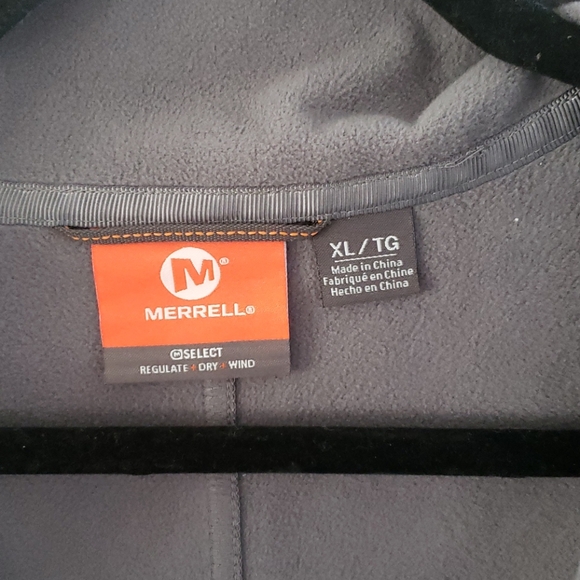 M®
MERRELL®
M SELECT
REGULATE + DRY + WIND
XL / TG
Made in China
Fabriqué en Chine
Hecho en China